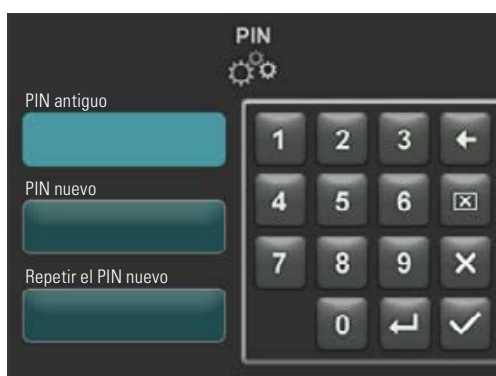 PIN
PIN antiguo
PIN nuevo
Repetir el PIN nuevo
1 2 3
4 5 6
7 8 9
0